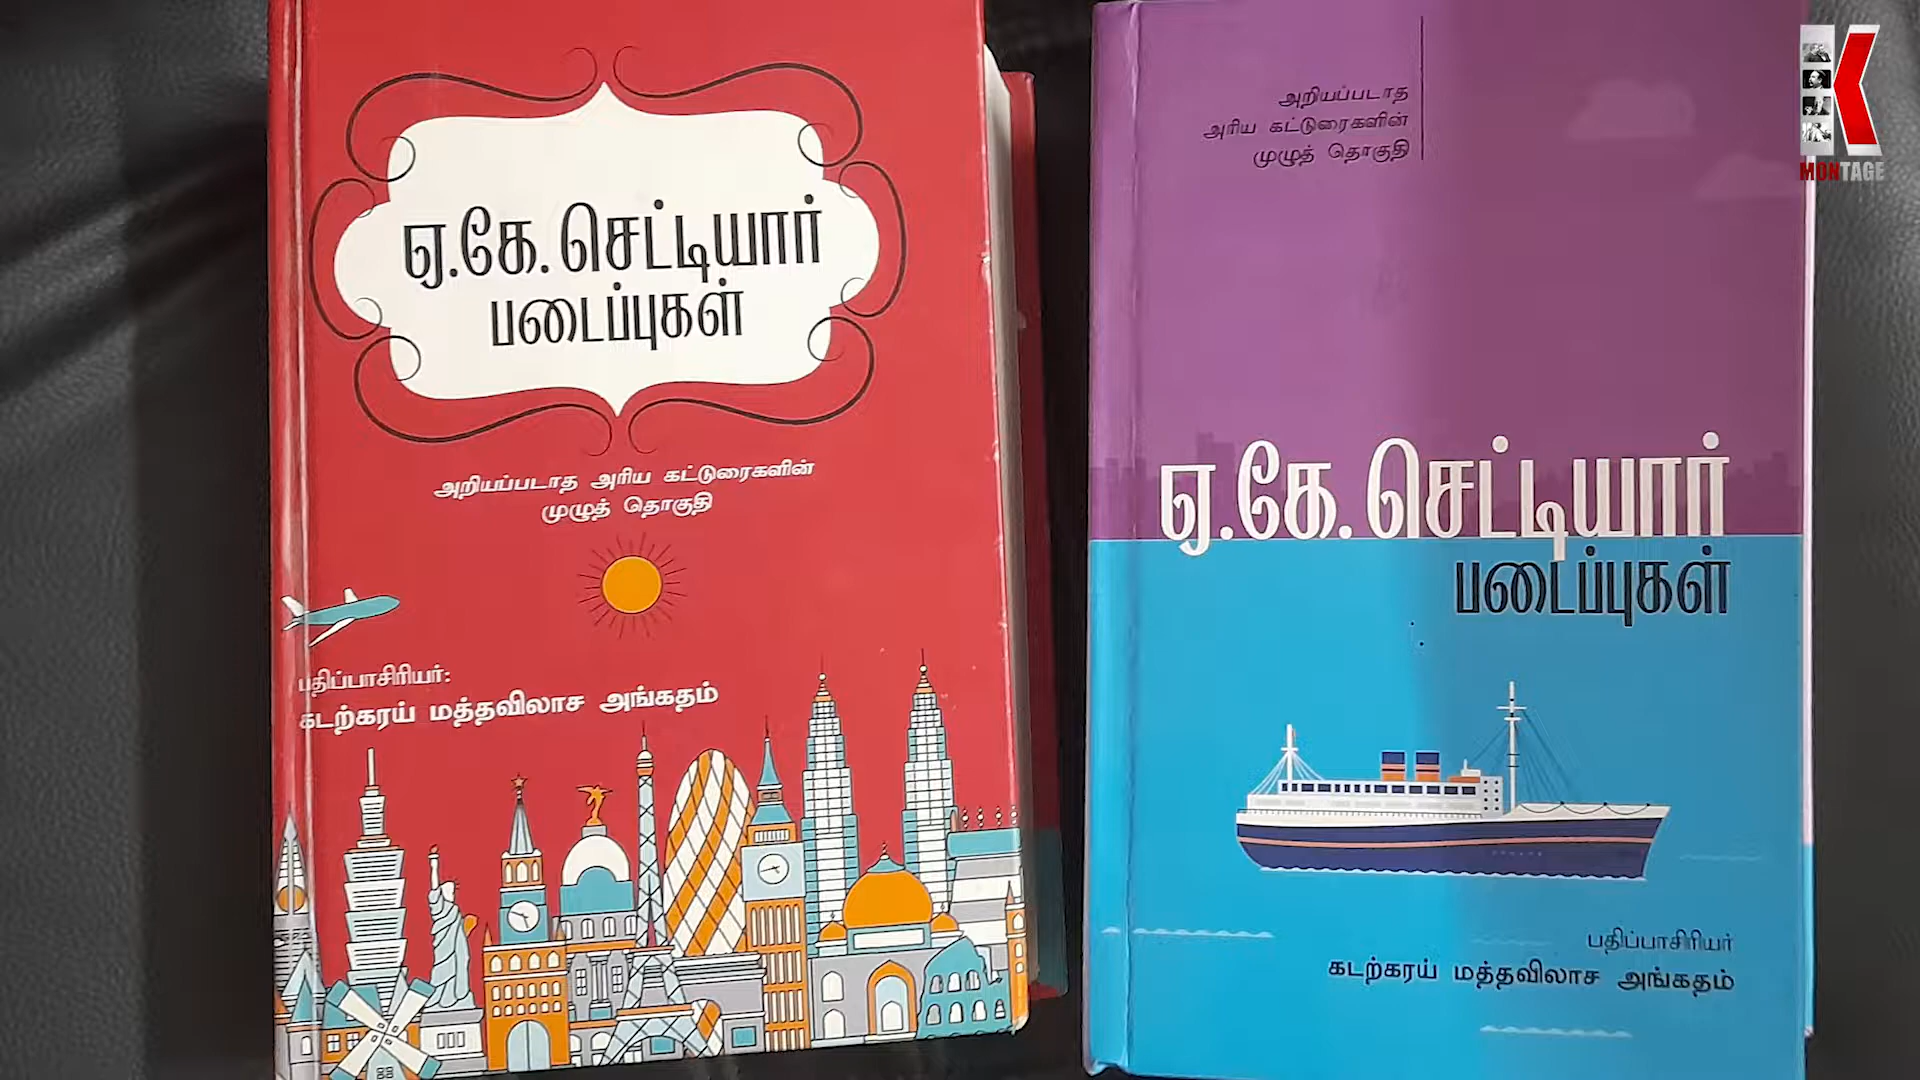 ஏ.கே. செட்டியார்
படைப்புகள்
அறியப்படாத அரிய கட்டுரைகளின்
முழுத் தொகுதி
பதிப்பாசிரியர்:
கடற்கரய் மத்தவிலாச அங்கதம்
அறியப்படாத
அரிய கட்டுரைகளின்
முழுத் தொகுதி
ஏ.கே. செட்டியார்
படைப்புகள்
பதிப்பாசிரியர்
கடற்கரய் மத்தவிலாச அங்கதம்
K
MONTAGE